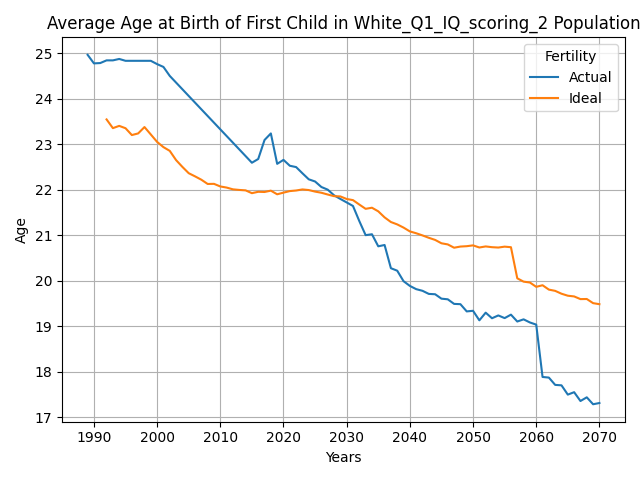 Average Age at Birth of First Child in White_Q1_IQ_scoring_2 Population
Fertility
Actual
Ideal
Age
25
24
23
22
21
20
19
18
17
1990 2000 2010 2020 2030 2040 2050 2060 2070
Years